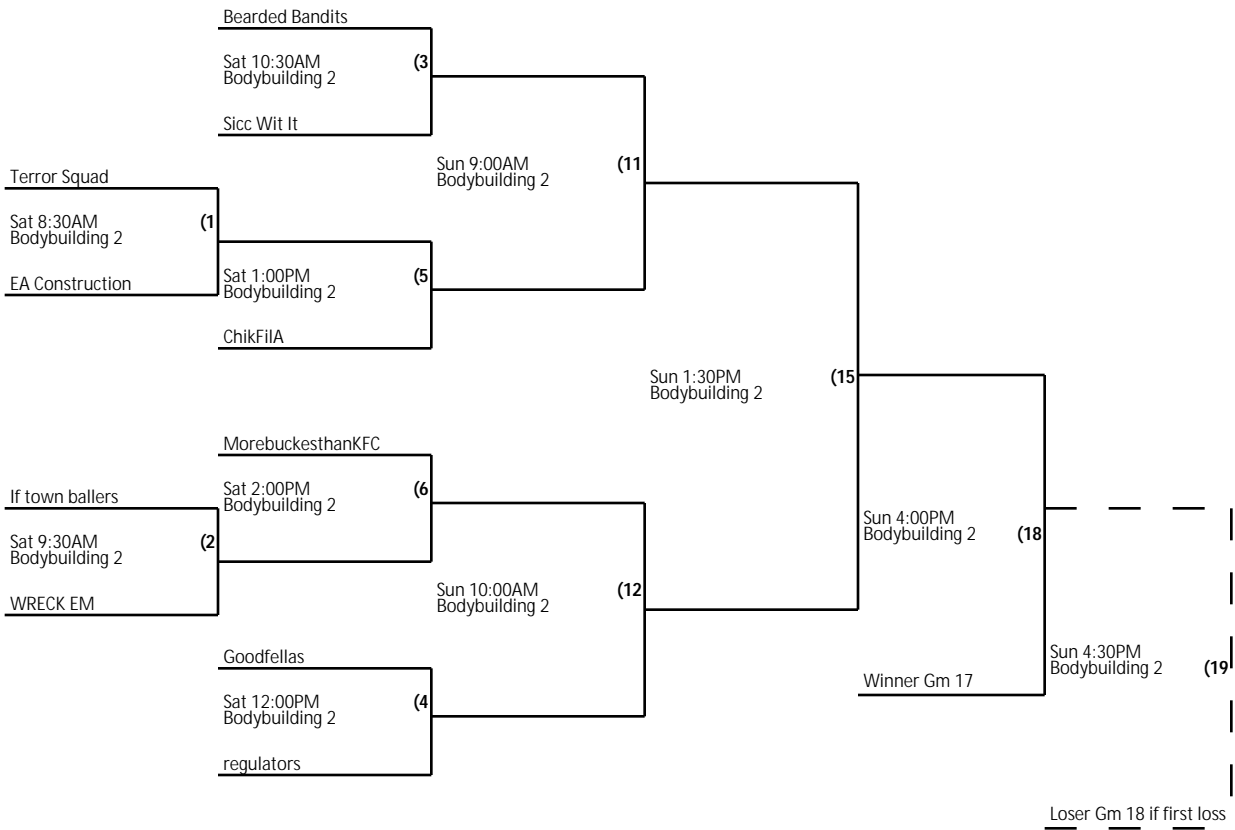 Bearded Bandits
Sat 10:30AM
Bodybuilding 2
(3
Sicc Wit It
Sun 9:00AM
Bodybuilding 2
(11
Terror Squad
Sat 8:30AM
Bodybuilding 2
(1
EA Construction
Sat 1:00PM
Bodybuilding 2
(5
ChikFilA
Sun 1:30PM
Bodybuilding 2
(15
MorebuckesthanKFC
Sat 2:00PM
Bodybuilding 2
(6
If town ballers
Sat 9:30AM
Bodybuilding 2
(2
WRECK EM
Sun 10:00AM
Bodybuilding 2
(12
Goodfellas
Sat 12:00PM
Bodybuilding 2
(4
regulators
Sun 4:00PM
Bodybuilding 2
(18
Winner Gm 17
Sun 4:30PM
Bodybuilding 2
(19
Loser Gm 18 if first loss